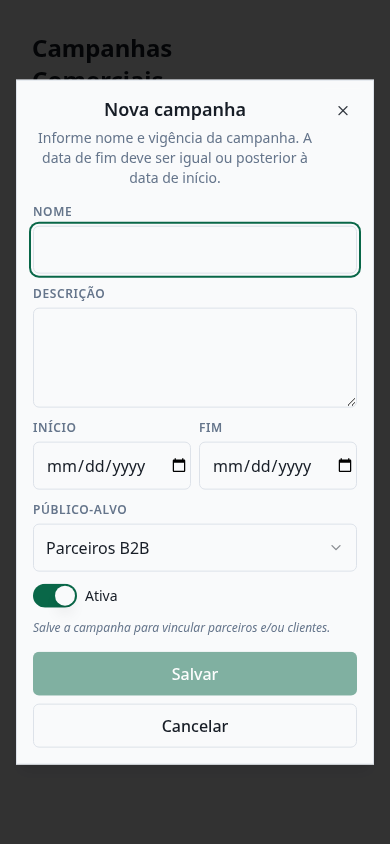 Campanhas
Comerciais
Nova campanha
Informe nome e vigência da campanha. A
data de fim deve ser igual ou posterior à
data de início.
NOME
DESCRIÇÃO
INÍCIO FIM
mm/dd/yyyy mm/dd/yyyy
PÚBLICO-ALVO
Parceiros B2B
Ativa
Salve a campanha para vincular parceiros e/ou clientes.
Salvar
Cancelar